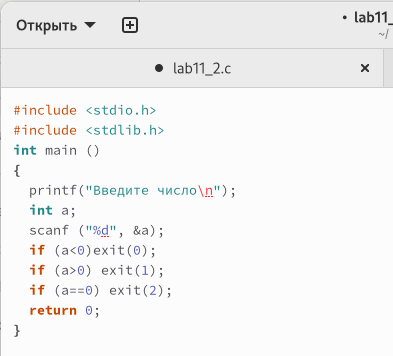 Открыть
• lab11_
~/
● lab11_2.c ×
#include <stdio.h>
#include <stdlib.h>
int main ()
{
  printf("Введите число\n");
  int a;
  scanf ("%d", &a);
  if (a<0)exit(0);
  if (a>0) exit(1);
  if (a==0) exit(2);
  return 0;
}